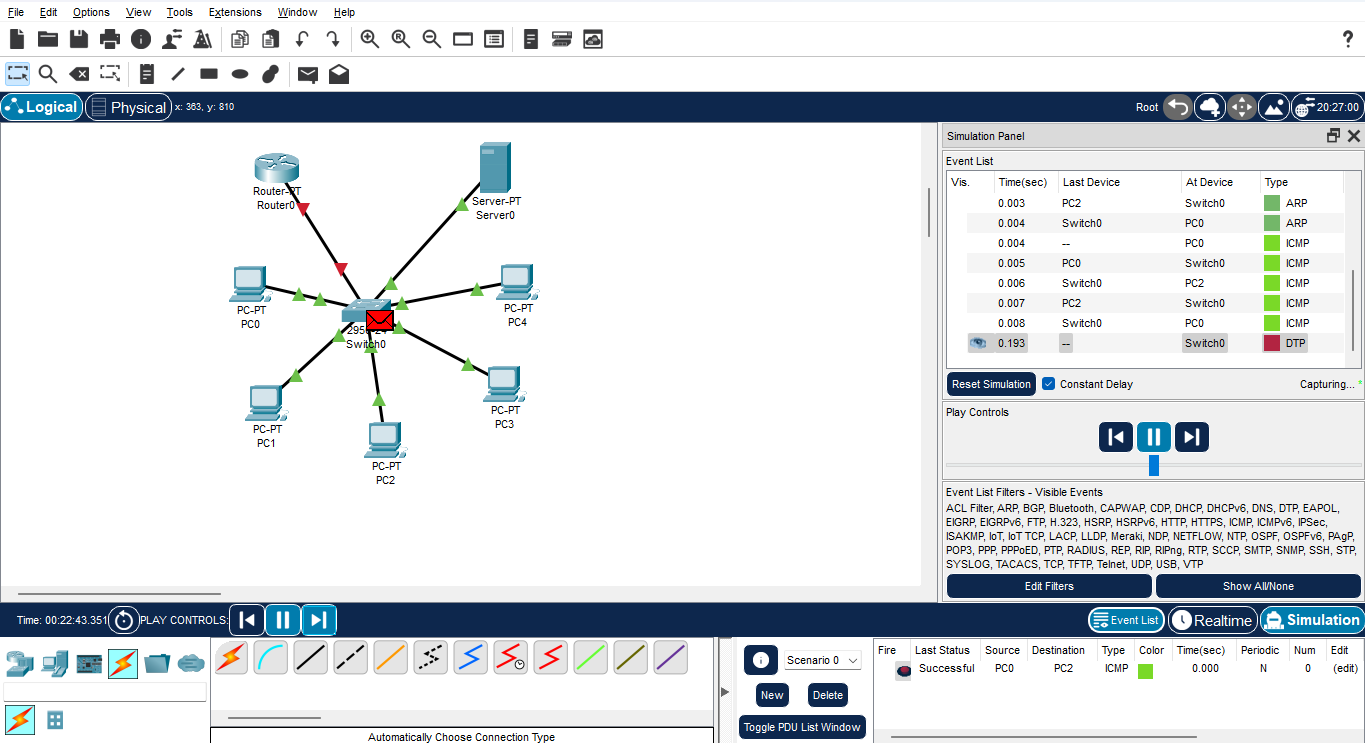 File Edit Options View Tools Extensions Window Help
?
Logical Physical x: 363, y: 810 Root 20:27:00
Simulation Panel
Event List
Vis. Time(sec) Last Device At Device Type
0.003 PC2 Switch0 ARP
0.004 Switch0 PC0 ARP
0.004 -- PC0 ICMP
0.005 PC0 Switch0 ICMP
0.006 Switch0 PC2 ICMP
0.007 PC2 Switch0 ICMP
0.008 Switch0 PC0 ICMP
0.193 -- Switch0 DTP
Reset Simulation Constant Delay Capturing... *
Play Controls
Event List Filters - Visible Events
ACL Filter, ARP, BGP, Bluetooth, CAPWAP, CDP, DHCP, DHCPv6, DNS, DTP, EAPOL,
EIGRP, EIGRPv6, FTP, H.323, HSRP, HSRPv6, HTTP, HTTPS, ICMP, ICMPv6, IPSec,
ISAKMP, IoT, IoT TCP, LACP, LLDP, Meraki, NDP, NETFLOW, NTP, OSPF, OSPFv6, PAgP,
POP3, PPP, PPPoED, PTP, RADIUS, REP, RIP, RIPng, RTP, SCCP, SMTP, SNMP, SSH, STP,
SYSLOG, TACACS, TCP, TFTP, Telnet, UDP, USB, VTP
Edit Filters Show All/None
Router-PT
Router0
Server-PT
Server0
PC-PT
PC0
PC-PT
PC4
Switch0
PC-PT
PC1
PC-PT
PC3
PC-PT
PC2
Time: 00:22:43.351 PLAY CONTROLS: Event List Realtime Simulation
Automatically Choose Connection Type
Scenario 0
New Delete
Toggle PDU List Window
Fire Last Status Source Destination Type Color Time(sec) Periodic Num Edit
Successful PC0 PC2 ICMP 0.000 N 0 (edit)